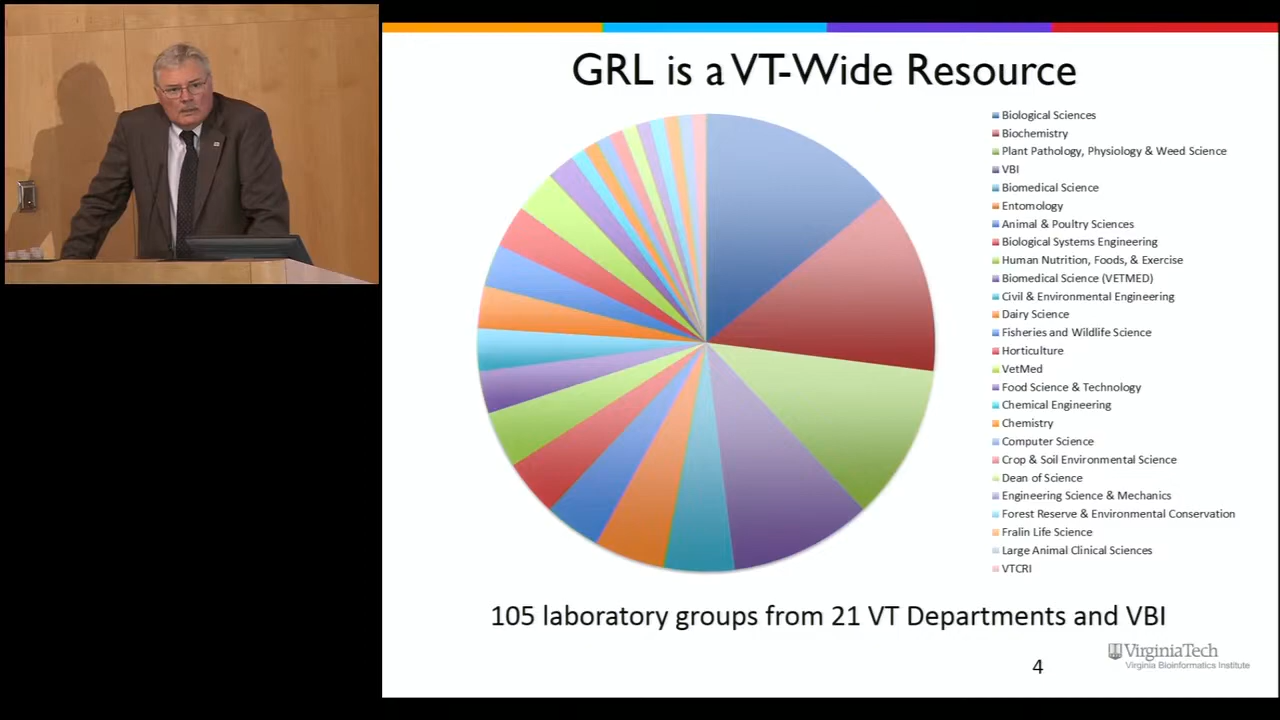 GRL is a VT-Wide Resource
Biological Sciences
Biochemistry
Plant Pathology, Physiology & Weed Science
VBI
Biomedical Science
Entomology
Animal & Poultry Sciences
Biological Systems Engineering
Human Nutrition, Foods, & Exercise
Biomedical Science (VETMED)
Civil & Environmental Engineering
Dairy Science
Fisheries and Wildlife Science
Horticulture
VetMed
Food Science & Technology
Chemical Engineering
Chemistry
Computer Science
Crop & Soil Environmental Science
Dean of Science
Engineering Science & Mechanics
Forest Reserve & Environmental Conservation
Fralin Life Science
Large Animal Clinical Sciences
VTCRI
105 laboratory groups from 21 VT Departments and VBI
4
VirginiaTech
Virginia Bioinformatics Institute